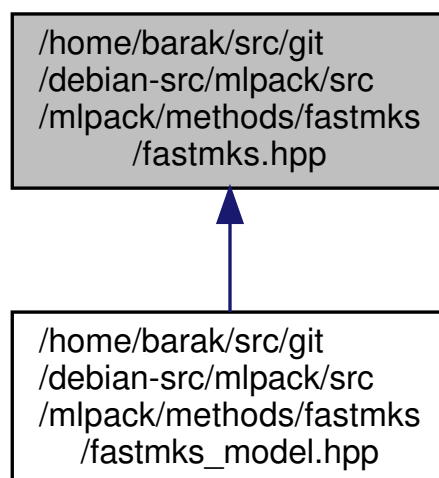 /home/barak/src/git
/debian-src/mlpack/src
/mlpack/methods/fastmks
/fastmks.hpp
/home/barak/src/git
/debian-src/mlpack/src
/mlpack/methods/fastmks
/fastmks_model.hpp